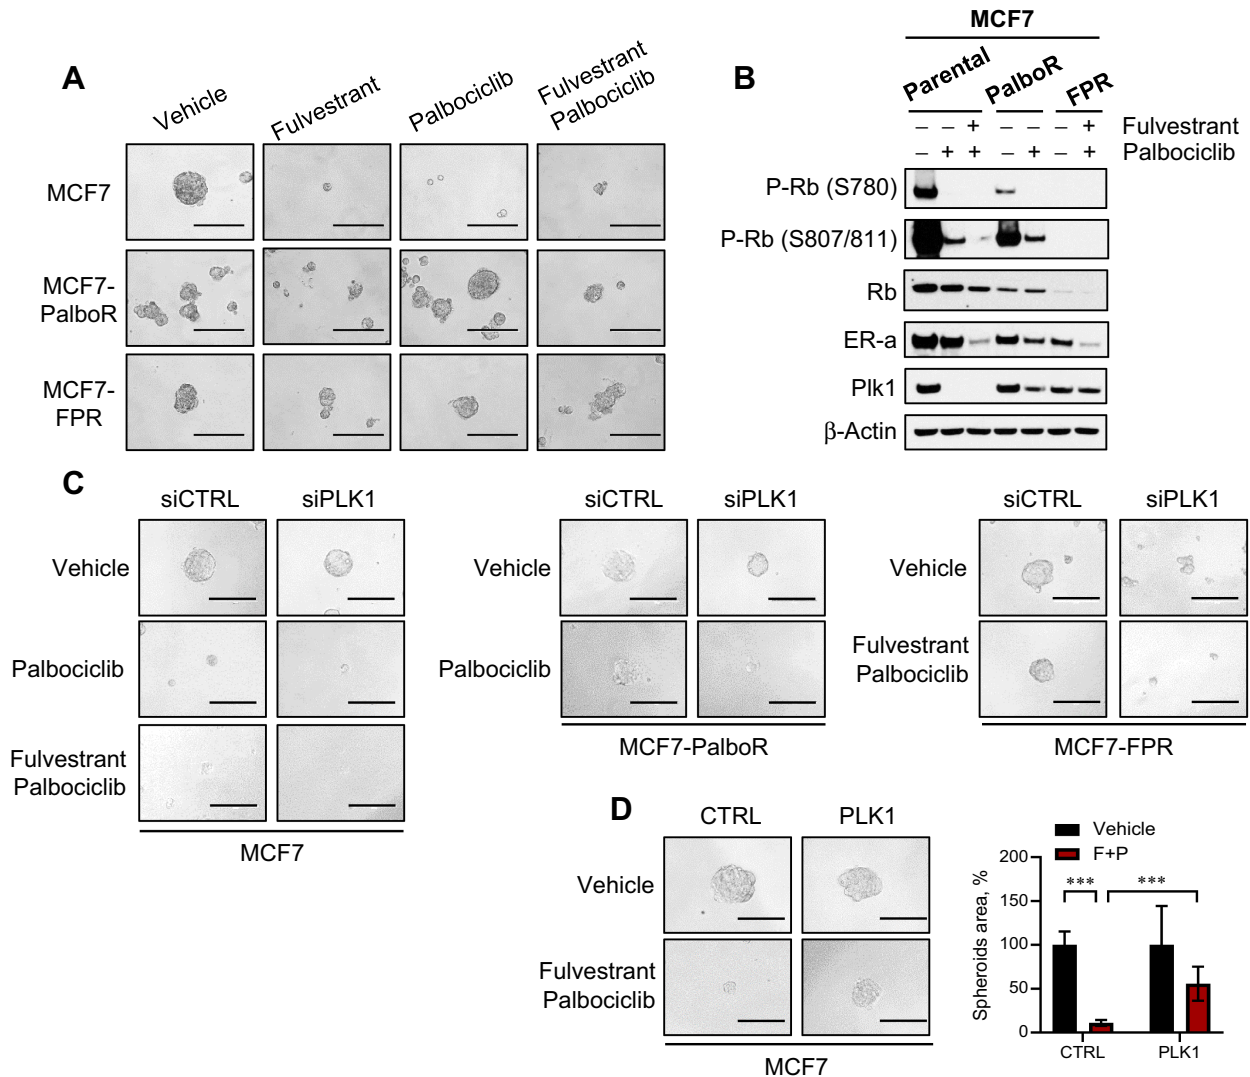 A
Vehicle
Fulvestrant
Palbociclib
Fulvestrant
Palbociclib
MCF7
MCF7-
PalboR
MCF7-
FPR
B
MCF7
Parental
PalboR
FPR
– – + – – – +
Fulvestrant
– + + – + – +
Palbociclib
P-Rb (S780)
P-Rb (S807/811)
Rb
ER-a
Plk1
β-Actin
C
siCTRL
siPLK1
Vehicle
Palbociclib
Fulvestrant
Palbociclib
MCF7
siCTRL
siPLK1
Vehicle
Palbociclib
MCF7-PalboR
siCTRL
siPLK1
Vehicle
Fulvestrant
Palbociclib
MCF7-FPR
D
CTRL
PLK1
Vehicle
Fulvestrant
Palbociclib
MCF7
Vehicle
F+P
Spheroids area, %
200
150
100
50
0
***
***
CTRL
PLK1